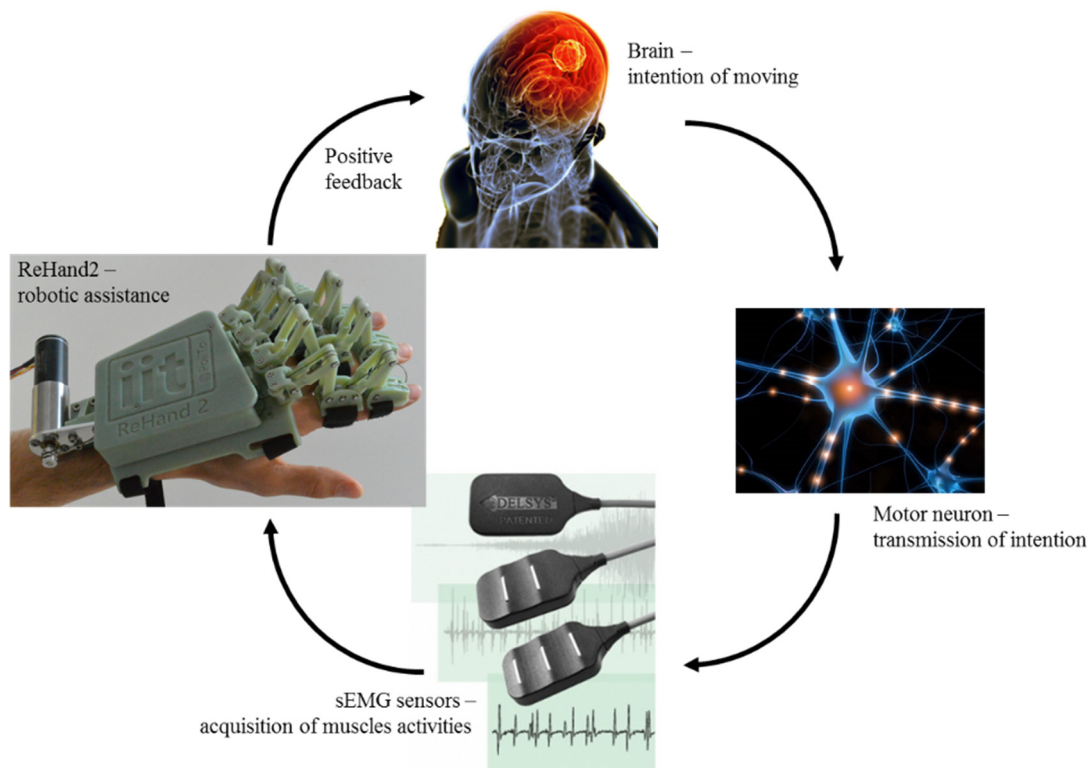 Brain –
intention of moving
Positive
feedback
ReHand2 –
robotic assistance
iit
ReHand 2
Motor neuron –
transmission of intention
DELSYS
PATENTED
sEMG sensors –
acquisition of muscles activities